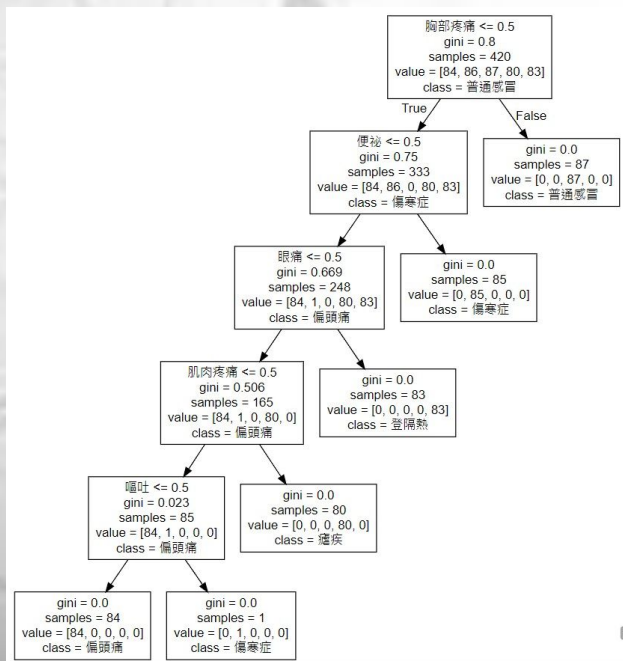 胸部疼痛 <= 0.5
gini = 0.8
samples = 420
value = [84, 86, 87, 80, 83]
class = 普通感冒
True
False
便祕 <= 0.5
gini = 0.75
samples = 333
value = [84, 86, 0, 80, 83]
class = 傷寒症
gini = 0.0
samples = 87
value = [0, 0, 87, 0, 0]
class = 普通感冒
眼痛 <= 0.5
gini = 0.669
samples = 248
value = [84, 1, 0, 80, 83]
class = 偏頭痛
gini = 0.0
samples = 85
value = [0, 85, 0, 0, 0]
class = 傷寒症
肌肉疼痛 <= 0.5
gini = 0.506
samples = 165
value = [84, 1, 0, 80, 0]
class = 偏頭痛
gini = 0.0
samples = 83
value = [0, 0, 0, 0, 83]
class = 登隔熱
嘔吐 <= 0.5
gini = 0.023
samples = 85
value = [84, 1, 0, 0, 0]
class = 偏頭痛
gini = 0.0
samples = 80
value = [0, 0, 0, 80, 0]
class = 瘧疾
gini = 0.0
samples = 84
value = [84, 0, 0, 0, 0]
class = 偏頭痛
gini = 0.0
samples = 1
value = [0, 1, 0, 0, 0]
class = 傷寒症